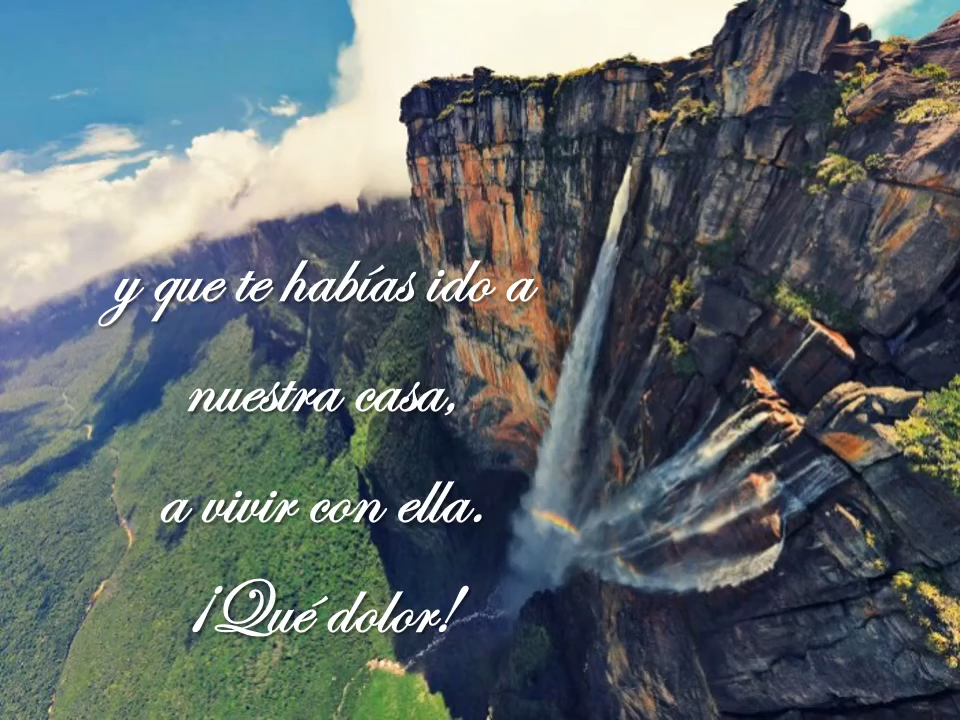 y que te habías ido a
nuestra casa,
a vivir con ella.
¡Qué dolor!